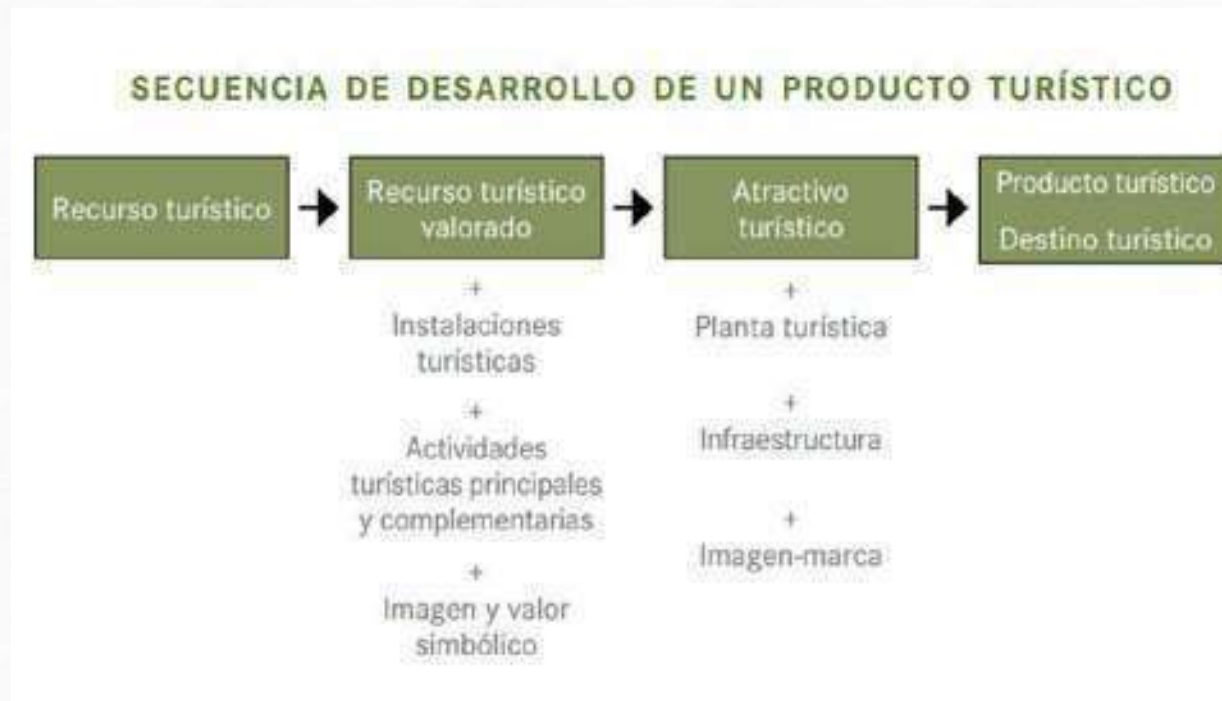 SECUENCIA DE DESARROLLO DE UN PRODUCTO TURÍSTICO
Recurso turístico
Recurso turístico
valorado
+
Instalaciones
turísticas
+
Actividades
turísticas principales
y complementarias
+
Imagen y valor
simbólico
Atractivo
turístico
+
Planta turística
+
Infraestructura
+
Imagen-marca
Producto turístico
Destino turístico